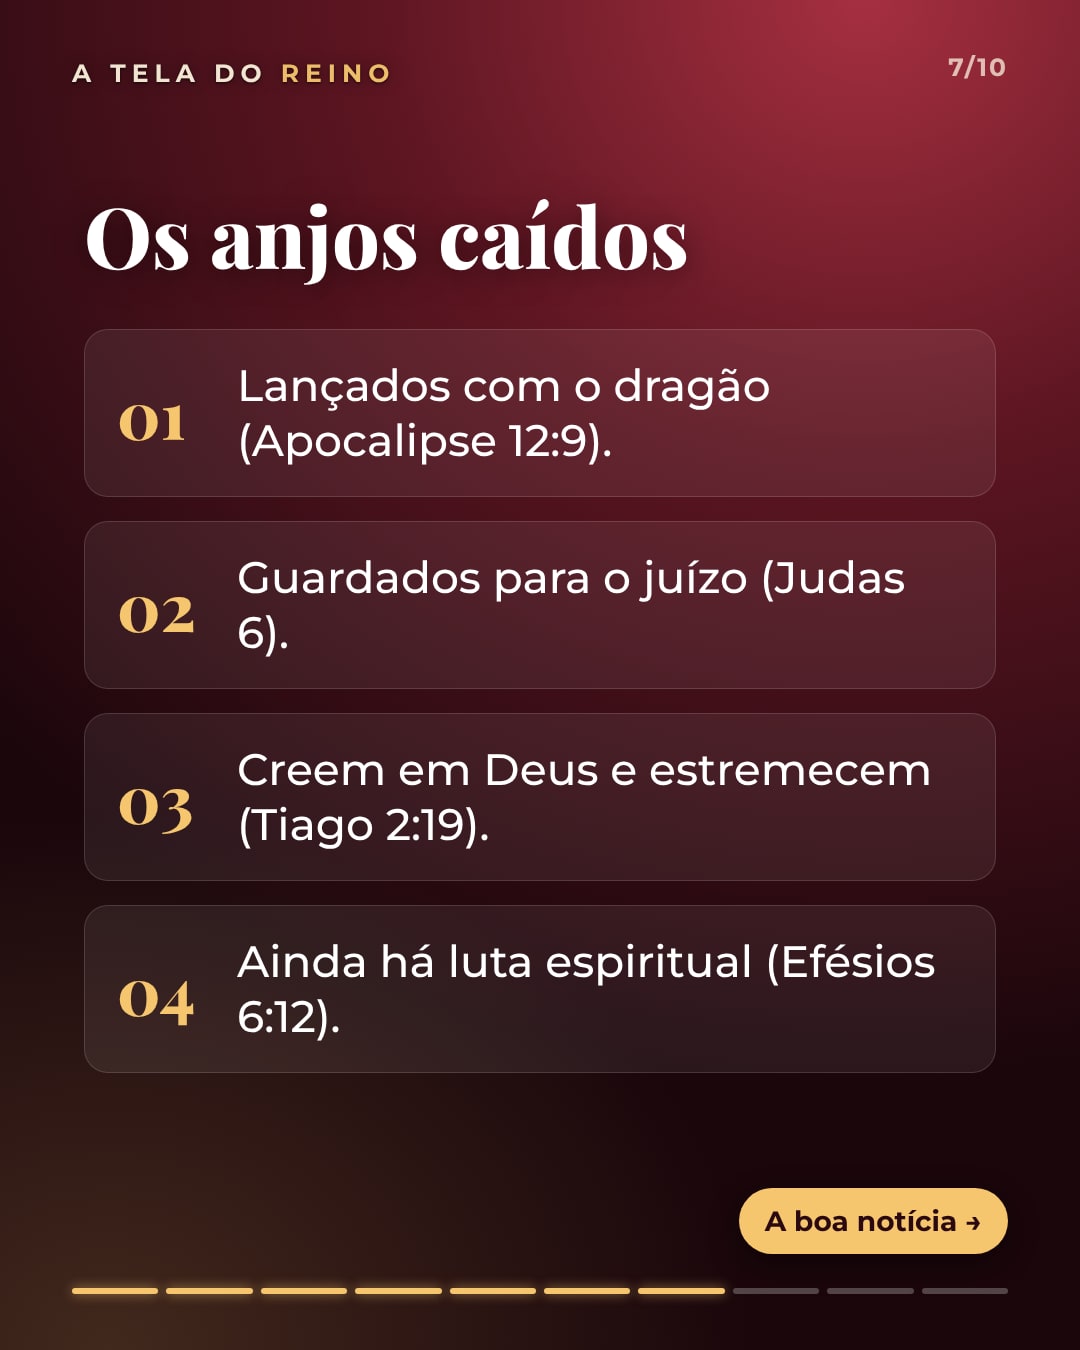 A TELA DO REINO
7/10
Os anjos caídos
01
Lançados com o dragão
(Apocalipse 12:9).
02
Guardados para o juízo (Judas
6).
03
Creem em Deus e estremecem
(Tiago 2:19).
04
Ainda há luta espiritual (Efésios
6:12).
A boa notícia →